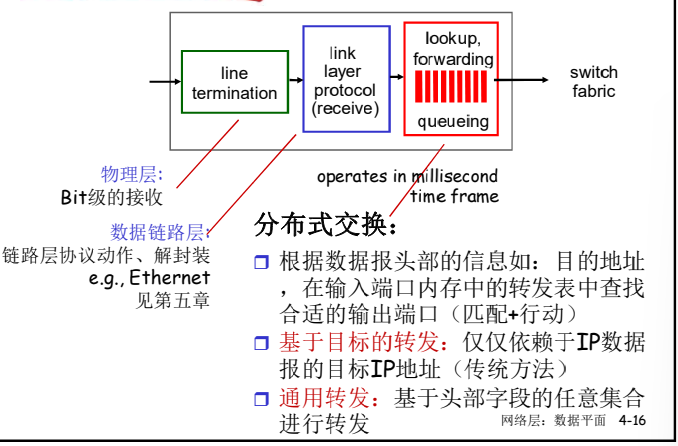 line
termination
link
layer
protocol
(receive)
lookup,
forwarding
queueing
switch
fabric
operates in millisecond
time frame
物理层:
Bit级的接收
数据链路层:
链路层协议动作、解封装
e.g., Ethernet
见第五章
分布式交换：
根据数据报头部的信息如：目的地址
，在输入端口内存中的转发表中查找
合适的输出端口（匹配+行动）
基于目标的转发：仅仅依赖于IP数据
报的目标IP地址（传统方法）
通用转发：基于头部字段的任意集合
进行转发
网络层：数据平面 4-16